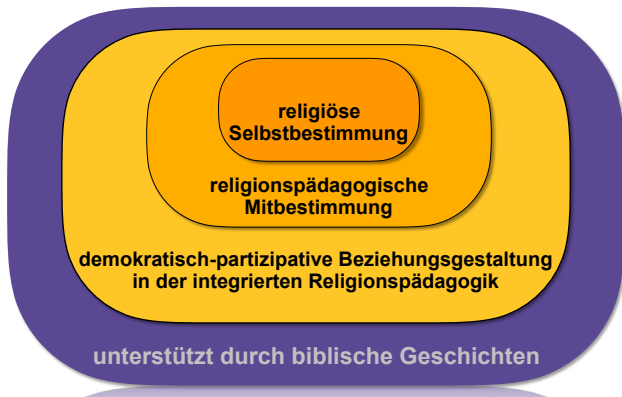 religiöse
Selbstbestimmung
religionspädagogische
Mitbestimmung
demokratisch-partizipative Beziehungsgestaltung
in der integrierten Religionspädagogik
unterstützt durch biblische Geschichten